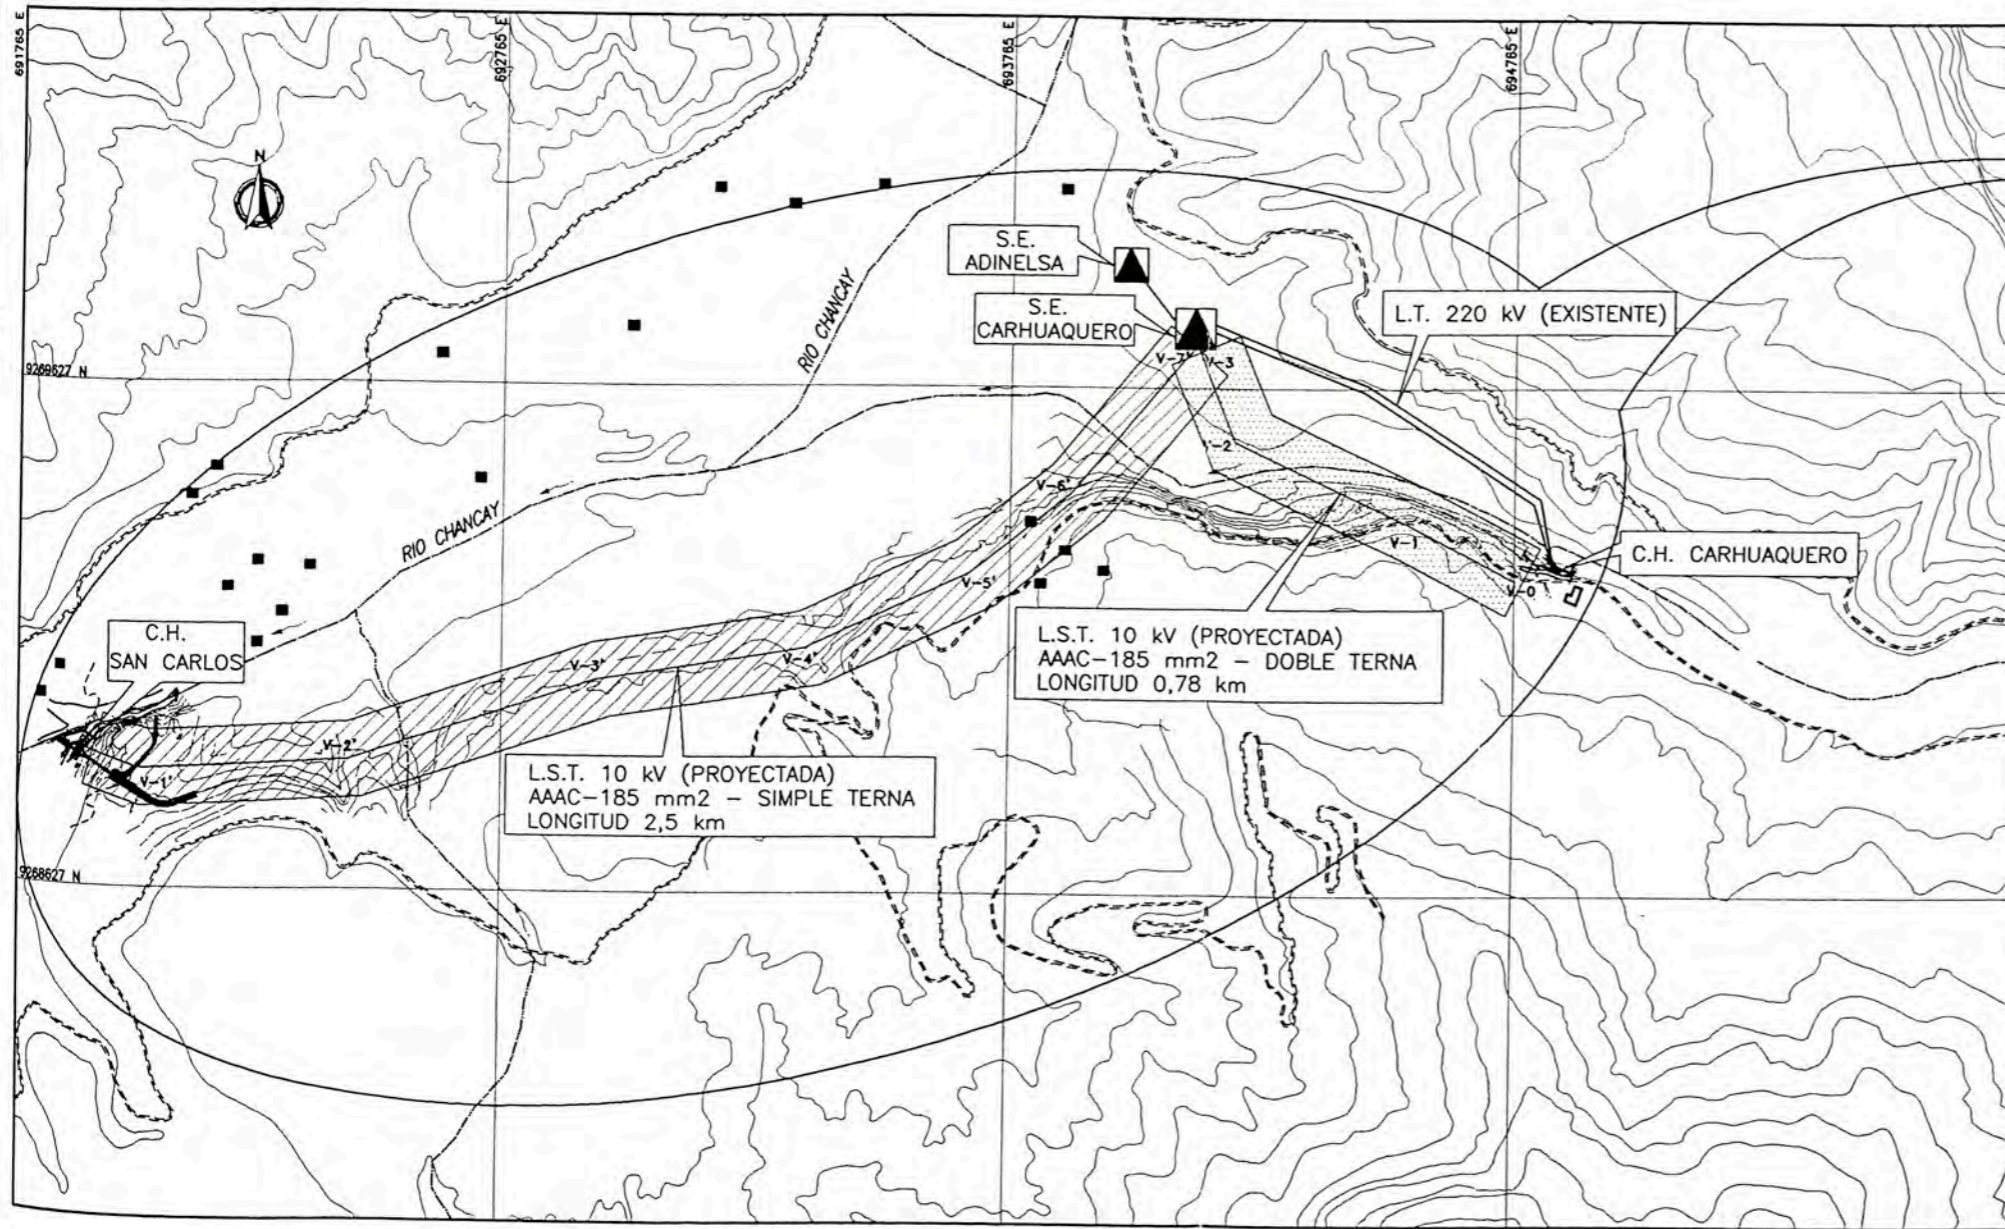 691765 E
692765 E
693765 E
694765 E
N
S.E.
ADINELSA
S.E.
CARHUAQUERO
L.T. 220 kV (EXISTENTE)
RIO CHANCAY
9269627 N
V-7'
V-3
V-2
V-6'
RIO CHANCAY
V-1
C.H. CARHUAQUERO
V-5'
V-0
C.H.
SAN CARLOS
V-3'
V-4'
L.S.T. 10 kV (PROYECTADA)
AAAC-185 mm2 - DOBLE TERNA
LONGITUD 0,78 km
V-2'
V-1'
L.S.T. 10 kV (PROYECTADA)
AAAC-185 mm2 - SIMPLE TERNA
LONGITUD 2,5 km
9268627 N